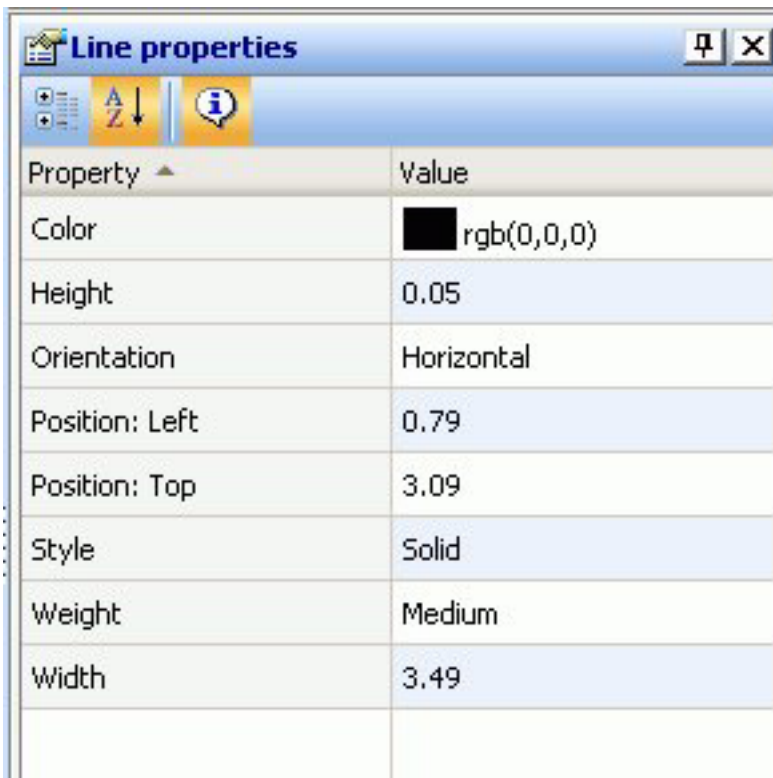 Line properties
A
Z
Property Value
Color rgb(0,0,0)
Height 0.05
Orientation Horizontal
Position: Left 0.79
Position: Top 3.09
Style Solid
Weight Medium
Width 3.49